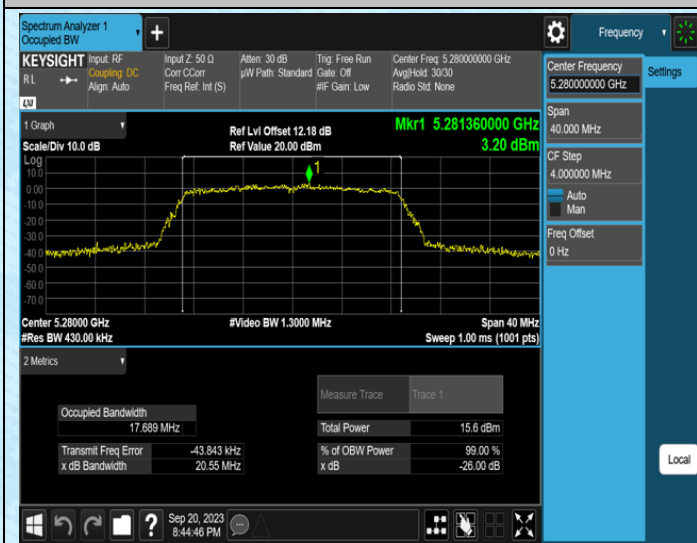 Spectrum Analyzer 1
Occupied BW
Frequency
KEYSIGHT
R L
LXI
Input: RF
Coupling: DC
Align: Auto
Input Z: 50 Ω
Corr CCorr
Freq Ref: Int (S)
Atten: 30 dB
µW Path: Standard
Trig: Free Run
Gate: Off
#IF Gain: Low
Center Freq: 5.280000000 GHz
Avg|Hold: 30/30
Radio Std: None
1 Graph
Scale/Div 10.0 dB
Ref Lvl Offset 12.18 dB
Ref Value 20.00 dBm
Mkr1 5.281360000 GHz
3.20 dBm
Log
10.0
0.00
-10.0
-20.0
-30.0
-40.0
-50.0
-60.0
-70.0
1
Center 5.28000 GHz
#Res BW 430.00 kHz
#Video BW 1.3000 MHz
Span 40 MHz
Sweep 1.00 ms (1001 pts)
2 Metrics
Measure Trace Trace 1
Occupied Bandwidth
17.689 MHz
Total Power 15.6 dBm
Transmit Freq Error -43.843 kHz
% of OBW Power 99.00 %
x dB Bandwidth 20.55 MHz
x dB -26.00 dB
Sep 20, 2023
8:44:46 PM
Center Frequency
5.280000000 GHz
Settings
Span
40.000 MHz
CF Step
4.000000 MHz
Auto
Man
Freq Offset
0 Hz
Local